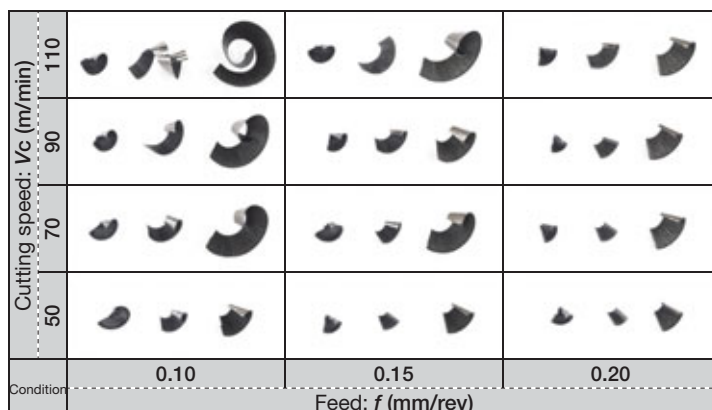 Cutting speed: Vc (m/min)
110
90
70
50
0.10 0.15 0.20
Condition
Feed: f (mm/rev)